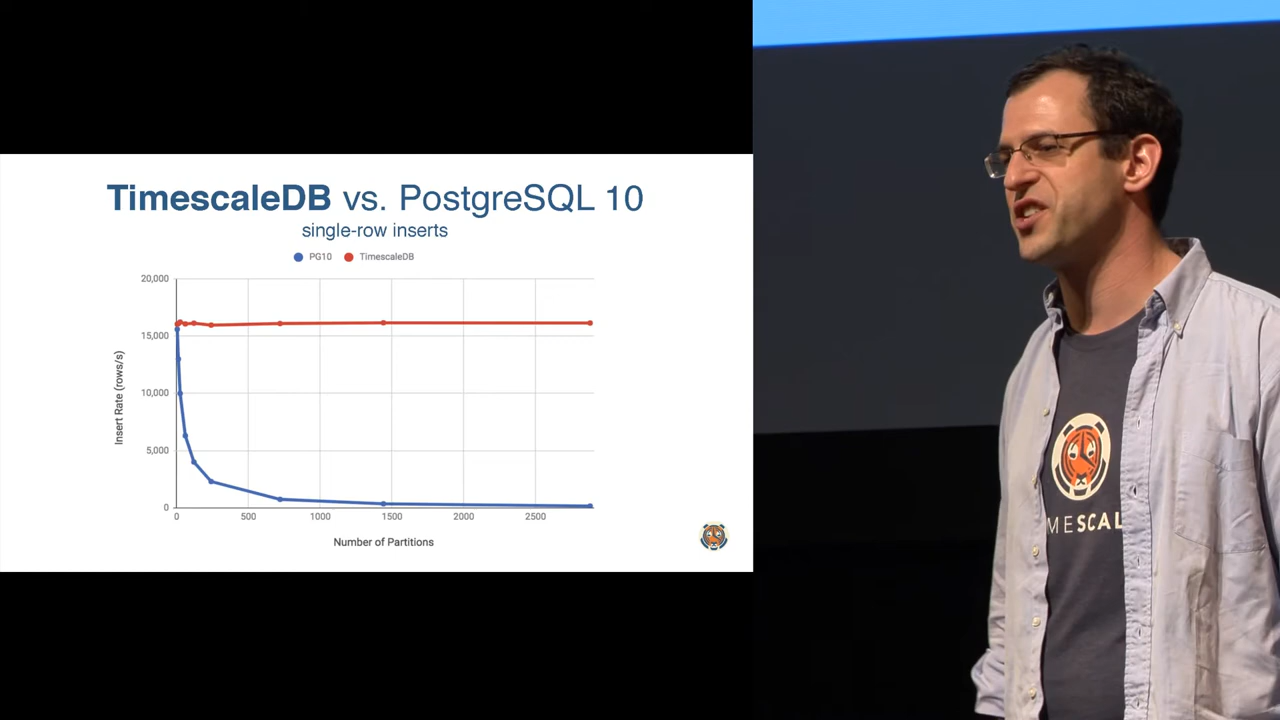 TimescaleDB vs. PostgreSQL 10
single-row inserts
PG10 TimescaleDB
20,000
15,000
10,000
5,000
0
Insert Rate (rows/s)
0 500 1000 1500 2000 2500
Number of Partitions
MESCAL